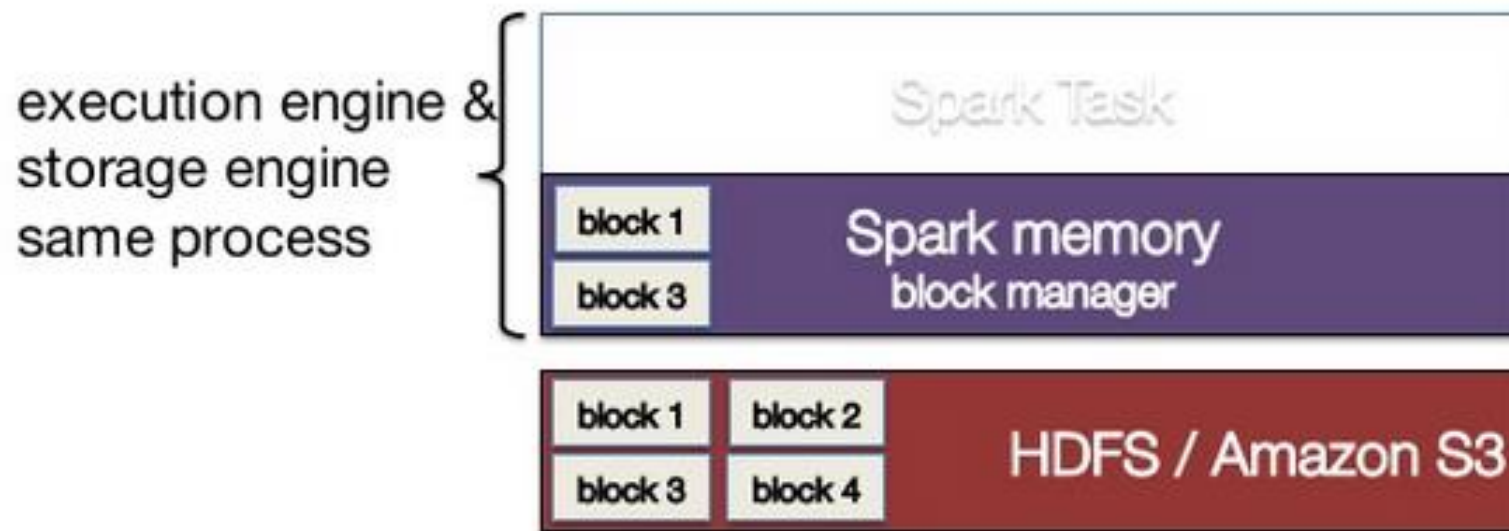 execution engine &
storage engine
same process
Spark Task
block 1
block 3
Spark memory
block manager
block 1 block 2
block 3 block 4
HDFS / Amazon S3